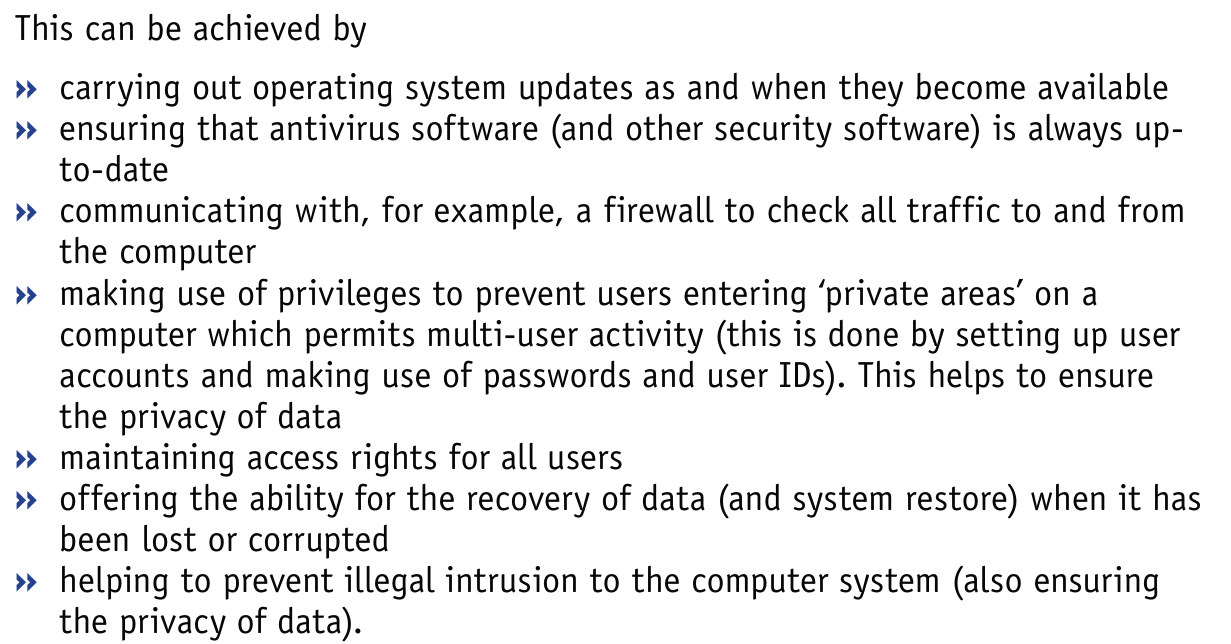 This can be achieved by
» carrying out operating system updates as and when they become available
» ensuring that antivirus software (and other security software) is always up-
to-date
» communicating with, for example, a firewall to check all traffic to and from
the computer
» making use of privileges to prevent users entering ‘private areas’ on a
computer which permits multi-user activity (this is done by setting up user
accounts and making use of passwords and user IDs). This helps to ensure
the privacy of data
» maintaining access rights for all users
» offering the ability for the recovery of data (and system restore) when it has
been lost or corrupted
» helping to prevent illegal intrusion to the computer system (also ensuring
the privacy of data).